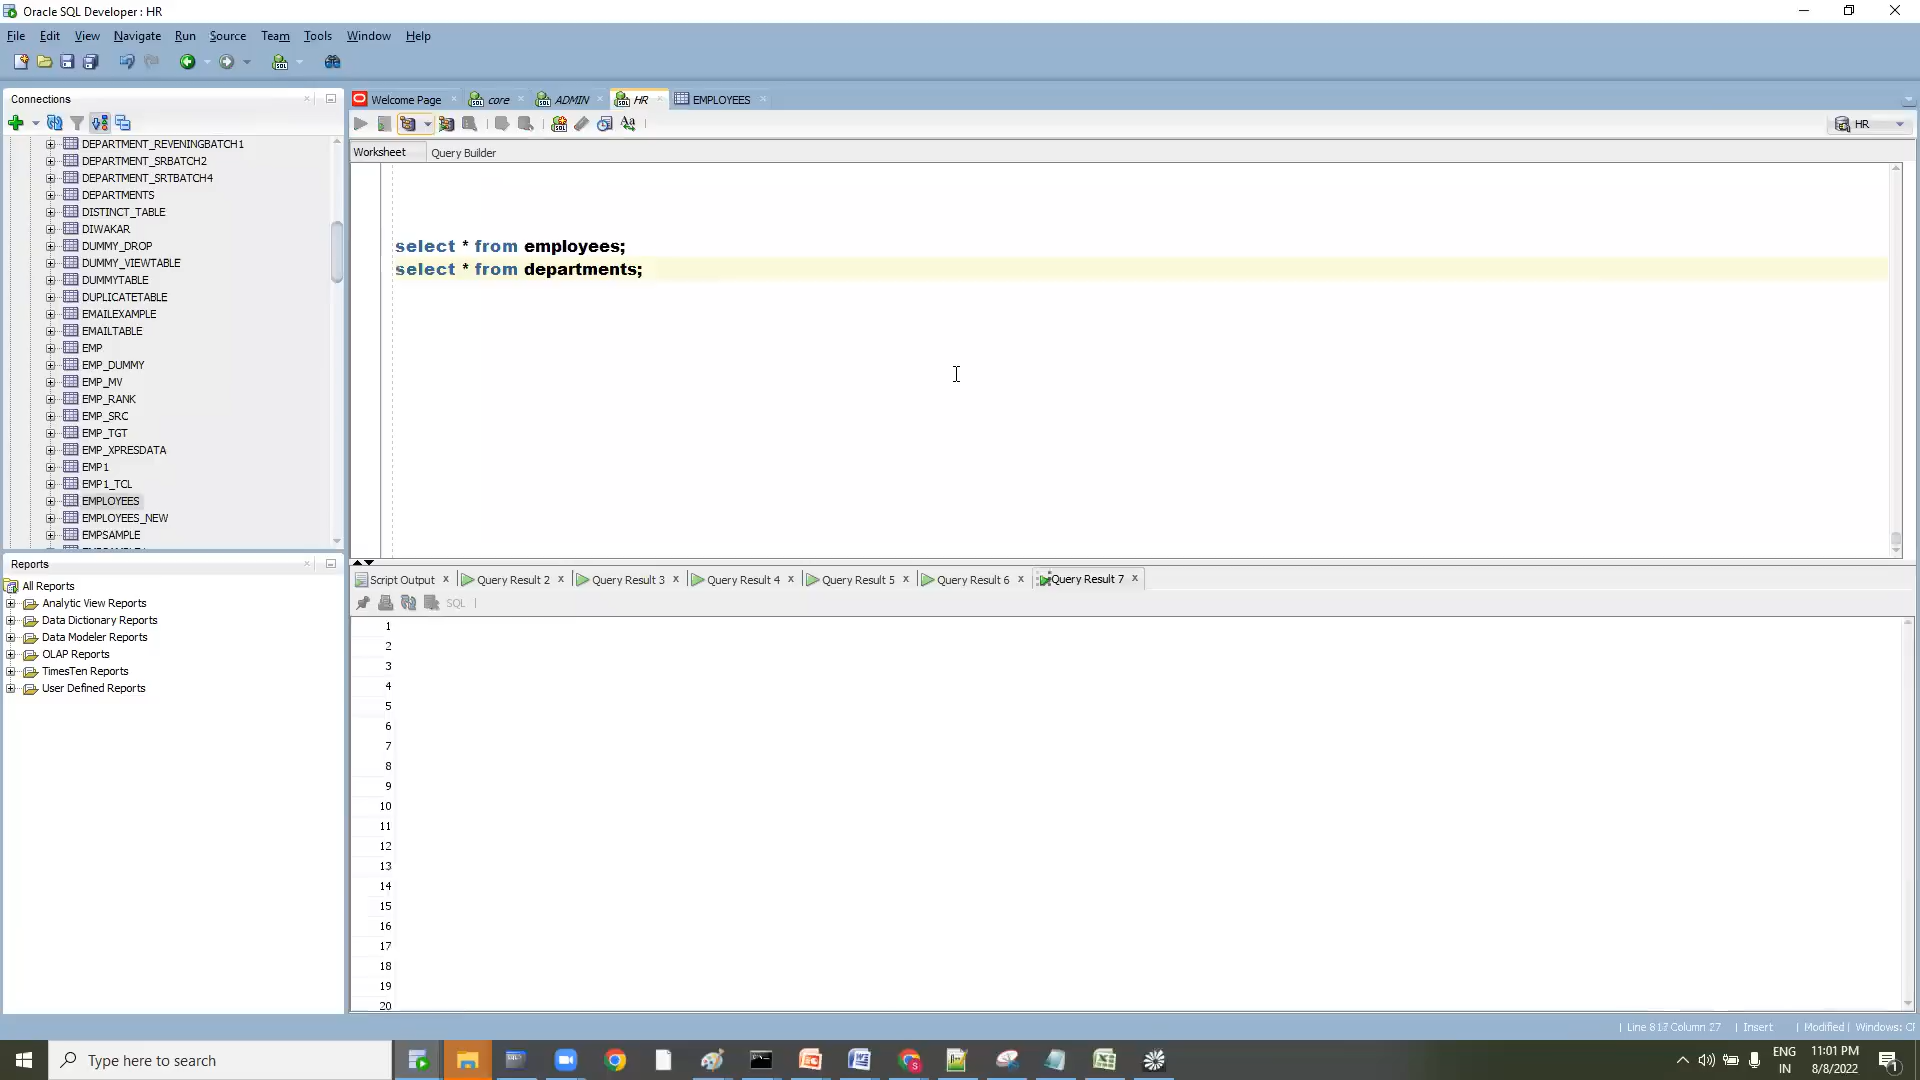 Oracle SQL Developer : HR
File Edit View Navigate Run Source Team Tools Window Help
Connections
Welcome Page core ADMIN HR EMPLOYEES
HR
Worksheet Query Builder
DEPARTMENT_REVENINGBATCH1
DEPARTMENT_SRBATCH2
DEPARTMENT_SRTBATCH4
DEPARTMENTS
DISTINCT_TABLE
DIWAKAR
DUMMY_DROP
DUMMY_VIEWTABLE
DUMMYTABLE
DUPLICATETABLE
EMAILEXAMPLE
EMAILTABLE
EMP
EMP_DUMMY
EMP_MV
EMP_RANK
EMP_SRC
EMP_TGT
EMP_XPRESDATA
EMP1
EMP1_TCL
EMPLOYEES
EMPLOYEES_NEW
EMPSAMPLE
select * from employees;
select * from departments;
Reports
All Reports
Analytic View Reports
Data Dictionary Reports
Data Modeler Reports
OLAP Reports
TimesTen Reports
User Defined Reports
Script Output Query Result 2 Query Result 3 Query Result 4 Query Result 5 Query Result 6 Query Result 7
SQL
1
2
3
4
5
6
7
8
9
10
11
12
13
14
15
16
17
18
19
20
Line 817 Column 27 Insert Modified Windows:
Type here to search
ENG
IN
11:01 PM
8/8/2022
1